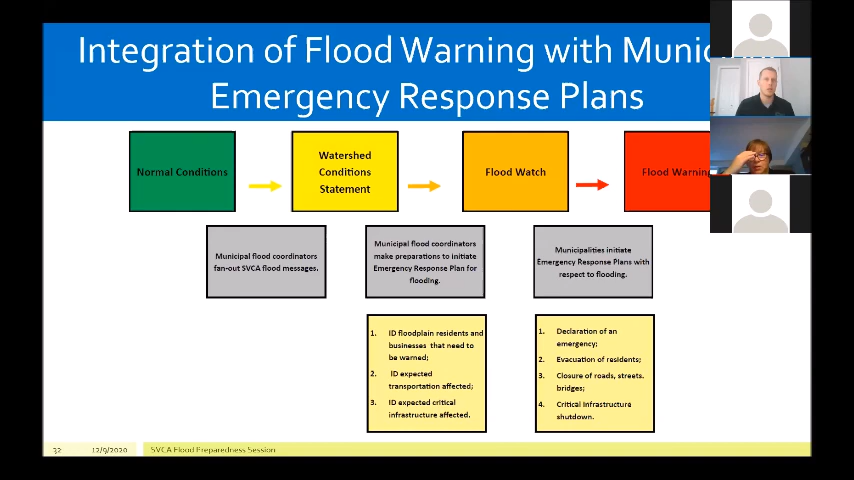 Integration of Flood Warning with Munic
Emergency Response Plans
Normal Conditions
Watershed
Conditions
Statement
Flood Watch
Flood Warning
Municipal flood coordinators
fan-out SVCA flood messages.
Municipal flood coordinators
make preparations to initiate
Emergency Response Plan for
flooding.
Municipalities initiate
Emergency Response Plans with
respect to flooding.
1. ID floodplain residents and
businesses that need to
be warned;
2. ID expected
transportation affected;
3. ID expected critical
infrastructure affected.
1. Declaration of an
emergency;
2. Evacuation of residents;
3. Closure of roads, streets.
bridges;
4. Critical infrastructure
shutdown.
32 12/9/2020 SVCA Flood Preparedness Session